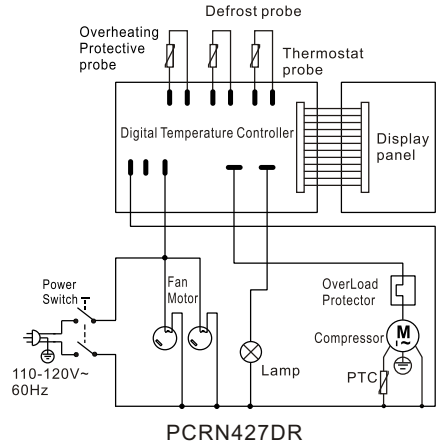 Defrost probe
Overheating
Protective
probe
Thermostat
probe
Digital Temperature Controller
Display
panel
Power
Switch
Fan
Motor
OverLoad
Protector
M
~
Compressor
Lamp
PTC
110-120V~
60Hz
PCRN427DR